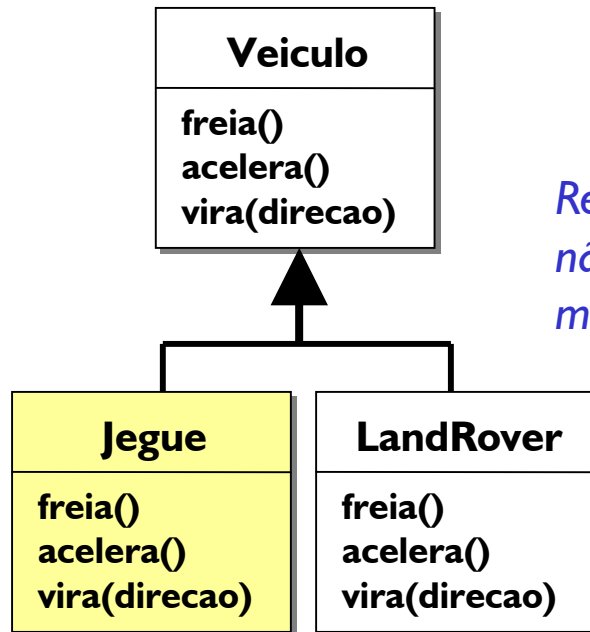 Veiculo
freia()
acelera()
vira(direcao)
Jegue
freia()
acelera()
vira(direcao)
LandRover
freia()
acelera()
vira(direcao)